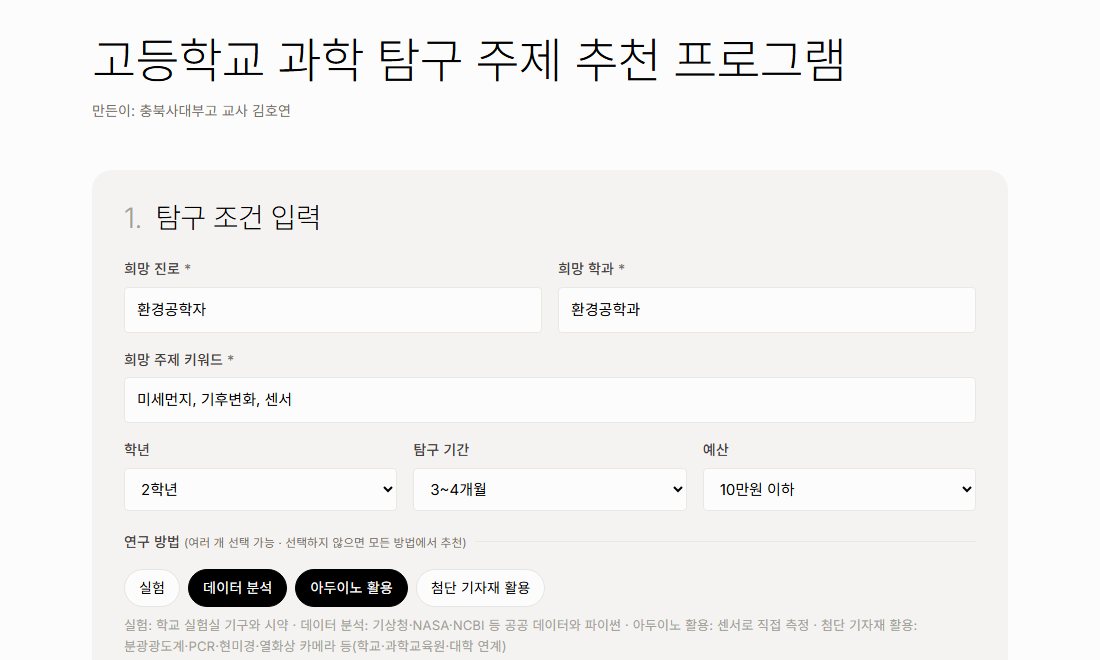 고등학교 과학 탐구 주제 추천 프로그램
만든이: 충북사대부고 교사 김호연
1. 탐구 조건 입력
희망 진로 *
희망 학과 *
환경공학자
환경공학과
희망 주제 키워드 *
미세먼지, 기후변화, 센서
학년
탐구 기간
예산
2학년
3~4개월
10만원 이하
연구 방법 (여러 개 선택 가능 · 선택하지 않으면 모든 방법에서 추천)
실험
데이터 분석
아두이노 활용
첨단 기자재 활용
실험: 학교 실험실 기구와 시약 · 데이터 분석: 기상청·NASA·NCBI 등 공공 데이터와 파이썬 · 아두이노 활용: 센서로 직접 측정 · 첨단 기자재 활용:
분광광도계·PCR·현미경·열화상 카메라 등(학교·과학교육원·대학 연계)